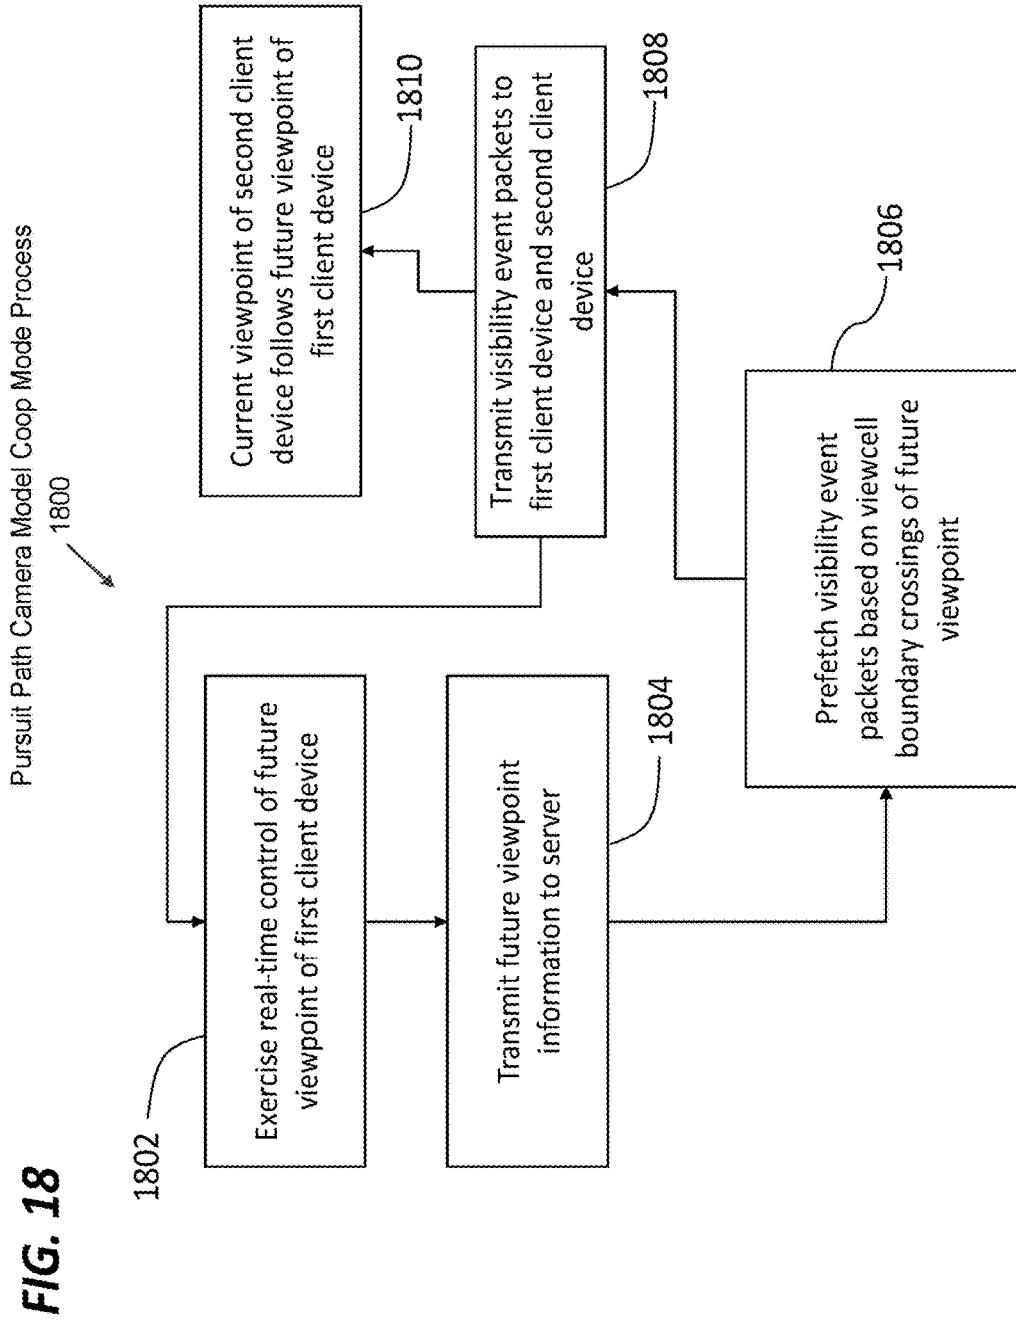 FIG. 18
Pursuit Path Camera Model Coop Mode Process
1800
1802
Exercise real-time control of future
viewpoint of first client device
Transmit future viewpoint
information to server
1804
Prefetch visibility event
packets based on viewcell
boundary crossings of future
viewpoint
1806
Transmit visibility event packets to
first client device and second client
device
1808
Current viewpoint of second client
device follows future viewpoint of
first client device
1810